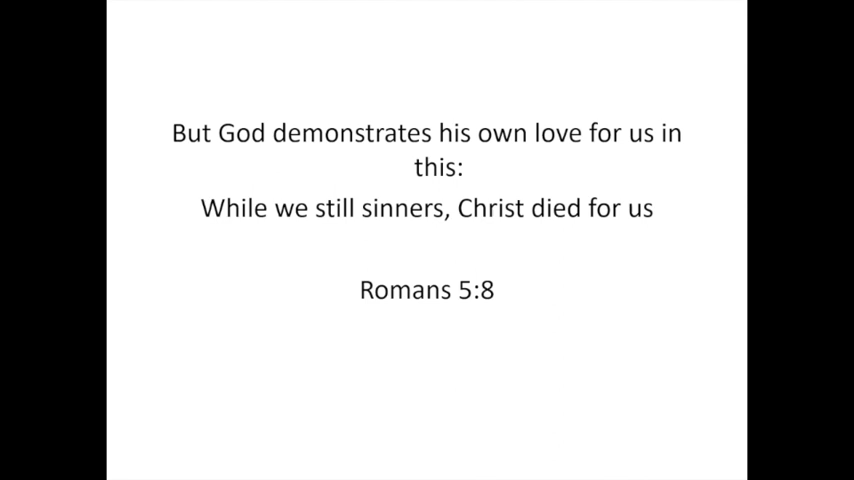 But God demonstrates his own love for us in
this:
While we still sinners, Christ died for us
Romans 5:8